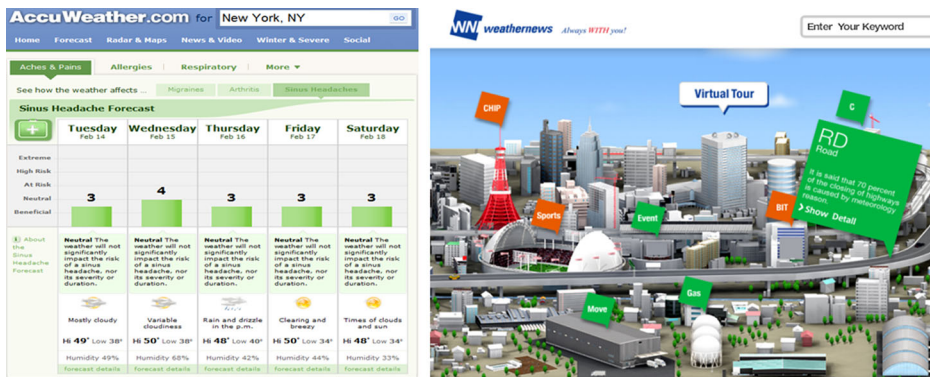 AccuWeather.com for New York, NY GO
Home Forecast Radar & Maps News & Video Winter & Severe Social
Aches & Pains Allergies Respiratory More ▼
See how the weather affects ... Migraines Arthritis Sinus Headaches
Sinus Headache Forecast
Tuesday Wednesday Thursday Friday Saturday
Feb 14 Feb 15 Feb 16 Feb 17 Feb 18
Extreme
High Risk
At Risk
Neutral
Beneficial
3 4 3 3 3
About
the
Sinus
Headache
Forecast
Neutral The
weather will not
significantly
impact the risk
of a sinus
headache, nor
its severity or
duration.
Neutral The
weather will not
significantly
impact the risk
of a sinus
headache, nor
its severity or
duration.
Neutral The
weather will not
significantly
impact the risk
of a sinus
headache, nor
its severity or
duration.
Neutral The
weather will not
significantly
impact the risk
of a sinus
headache, nor
its severity or
duration.
Neutral The
weather will not
significantly
impact the risk
of a sinus
headache, nor
its severity or
duration.
Mostly cloudy
Variable
cloudiness
Rain and drizzle
in the p.m.
Clearing and
breezy
Times of clouds
and sun
Hi 49° Low 38° Hi 50° Low 38° Hi 48° Low 40° Hi 50° Low 34° Hi 48° Low 34°
Humidity 49% Humidity 68% Humidity 42% Humidity 44% Humidity 33%
forecast details forecast details forecast details forecast details forecast details
WN weathernews Always WITH you!
Enter Your Keyword
Virtual Tour
CHIP
C
RD
Road
It is said that 70 percent
of the closing of highways
is caused by meteorology
reason.
Show Detail
Sports
Event
BIT
Move
Gas